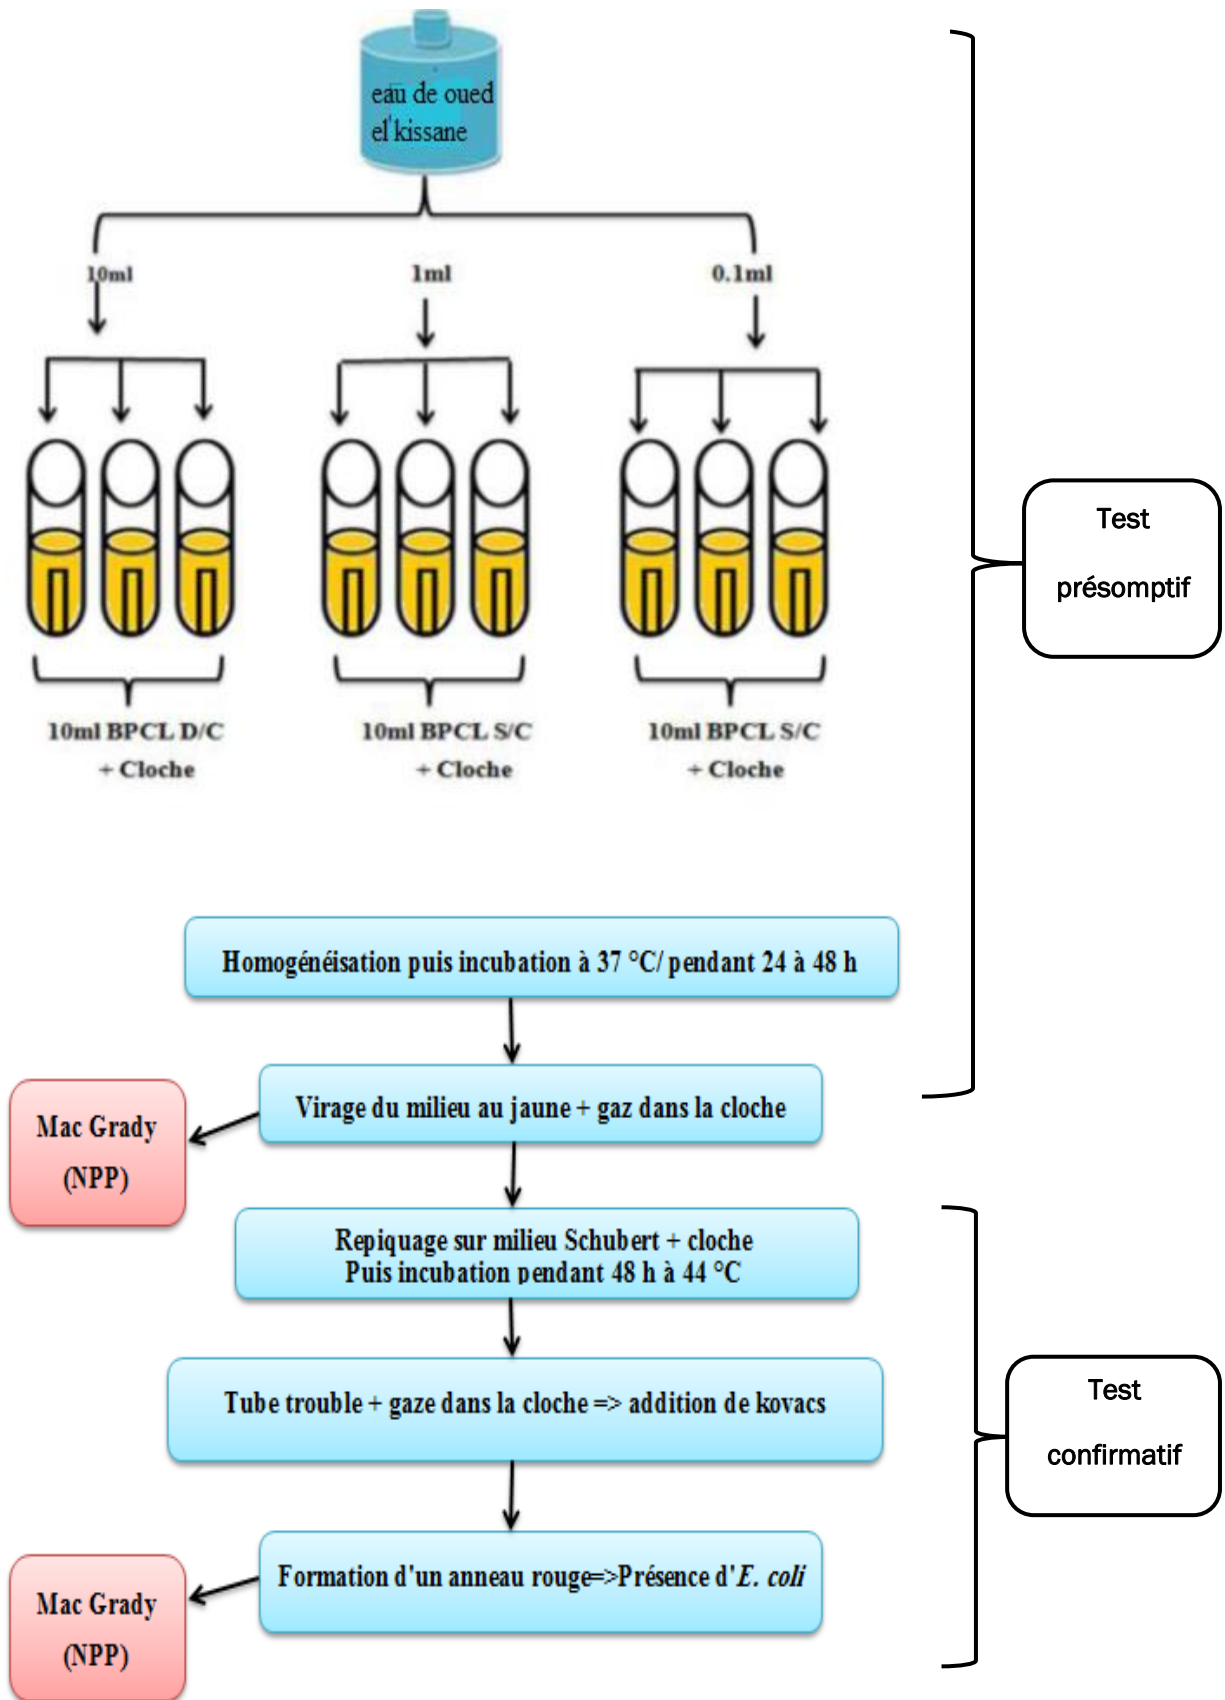 eau de oued
el kissane
10ml
1ml
0.1ml
10ml BPCL D/C
+ Cloche
10ml BPCL S/C
+ Cloche
10ml BPCL S/C
+ Cloche
Test
présomptif
Homogénéisation puis incubation à 37 °C/ pendant 24 à 48 h
Virage du milieu au jaune + gaz dans la cloche
Mac Grady
(NPP)
Repiquage sur milieu Schubert + cloche
Puis incubation pendant 48 h à 44 °C
Tube trouble + gaze dans la cloche => addition de kovacs
Test
confirmatif
Formation d'un anneau rouge=>Présence d'E. coli
Mac Grady
(NPP)